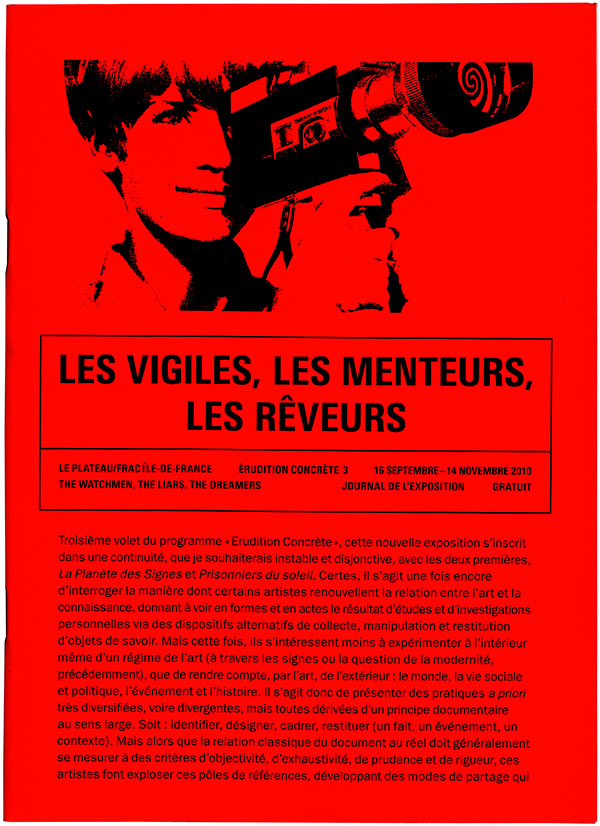 LES VIGILES, LES MENTEURS,
LES RÊVEURS
LE PLATEAU/FRAC ÎLE-DE-FRANCE ÉRUDITION CONCRÈTE 3 16 SEPTEMBRE–14 NOVEMBRE 2010
THE WATCHMEN, THE LIARS, THE DREAMERS JOURNAL DE L'EXPOSITION GRATUIT
Troisième volet du programme « Erudition Concrète », cette nouvelle exposition s'inscrit
dans une continuité, que je souhaiterais instable et disjonctive, avec les deux premières,
La Planète des Signes et Prisonniers du soleil. Certes, il s'agit une fois encore
d'interroger la manière dont certains artistes renouvellent la relation entre l'art et la
connaissance, donnant à voir en formes et en actes le résultat d'études et d'investigations
personnelles via des dispositifs alternatifs de collecte, manipulation et restitution
d'objets de savoir. Mais cette fois, ils s'intéressent moins à expérimenter à l'intérieur
même d'un régime de l'art (à travers les signes ou la question de la modernité,
précédemment), que de rendre compte, par l'art, de l'extérieur : le monde, la vie sociale
et politique, l'événement et l'histoire. Il s'agit donc de présenter des pratiques a priori
très diversifiées, voire divergentes, mais toutes dérivées d'un principe documentaire
au sens large. Soit : identifier, désigner, cadrer, restituer (un fait, un événement, un
contexte). Mais alors que la relation classique du document au réel doit généralement
se mesurer à des critères d'objectivité, d'exhaustivité, de prudence et de rigueur, ces
artistes font exploser ces pôles de références, développant des modes de partage qui